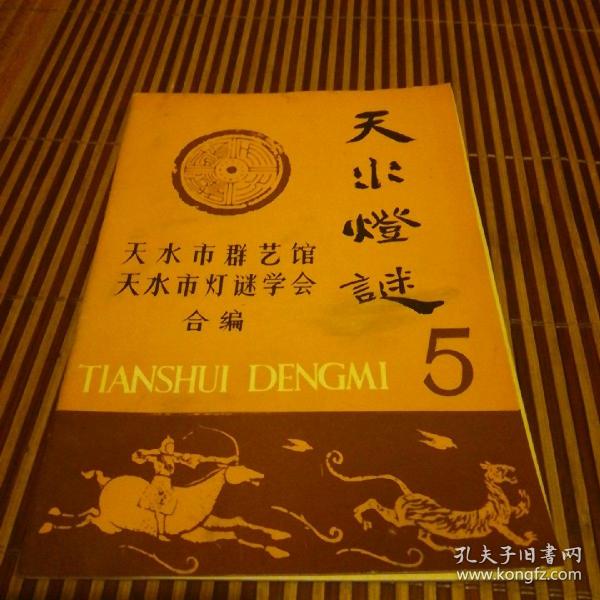 天水燈謎
天水市群艺馆
天水市灯谜学会
合编
TIANSHUI DENGMI
5
孔夫子旧书网
www.kongfz.com